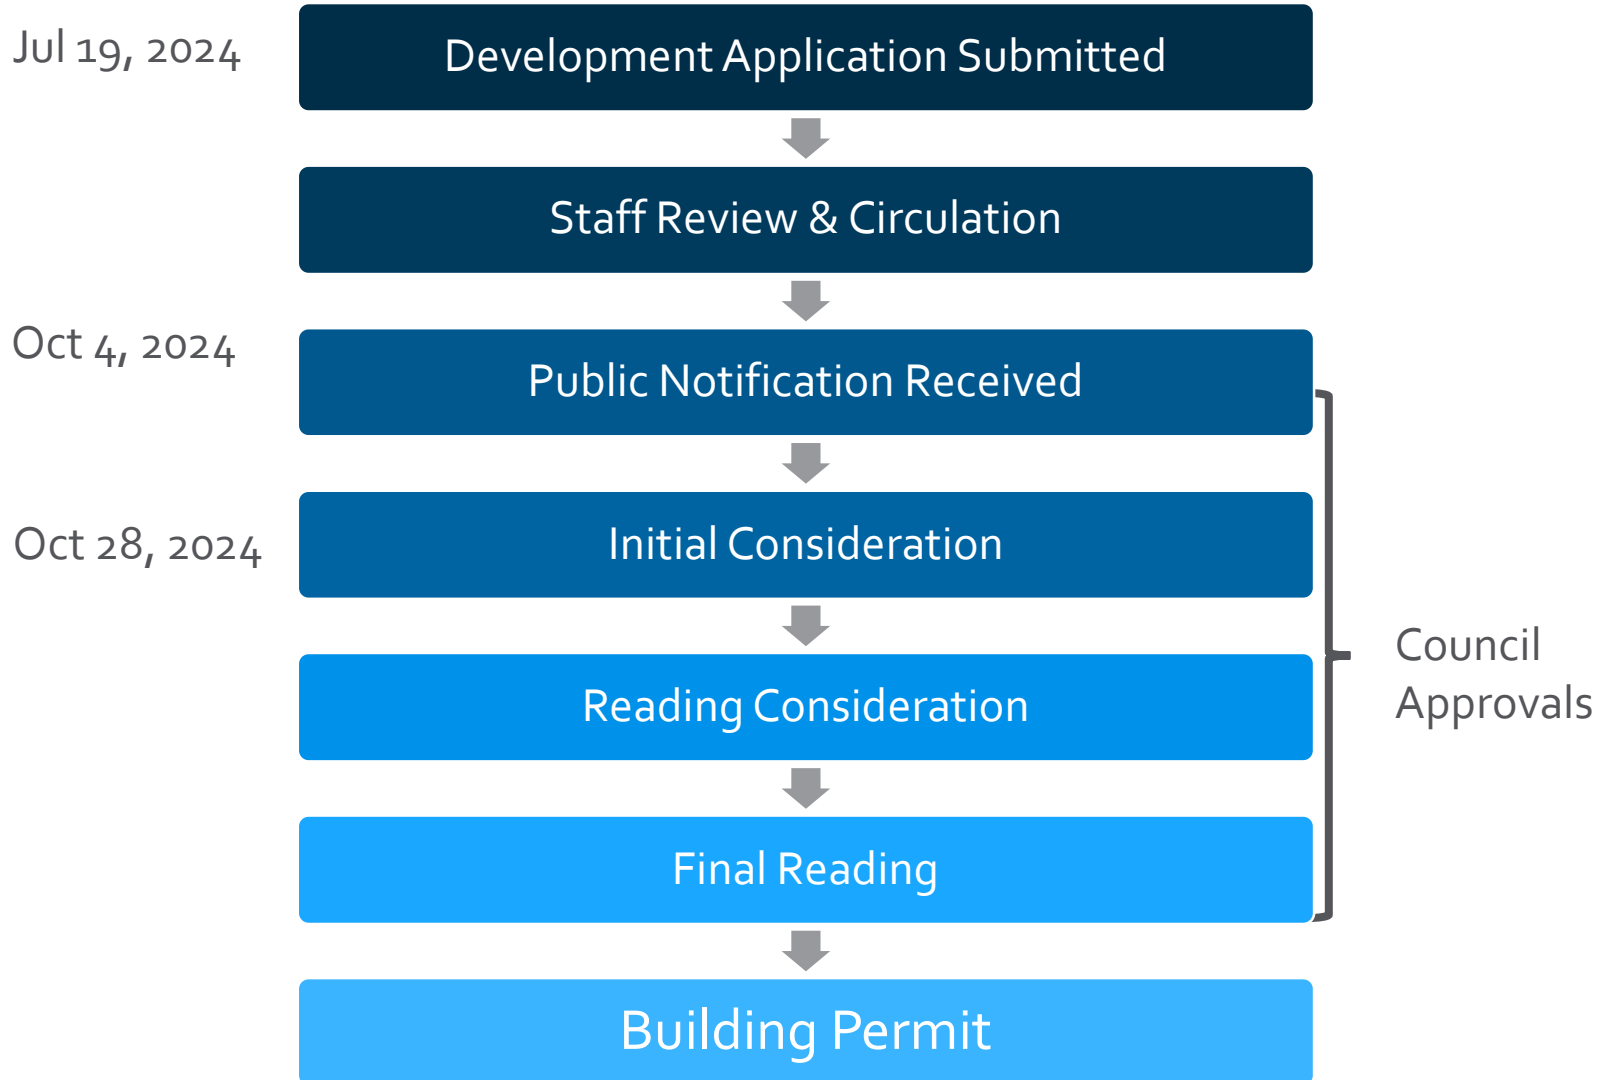 Jul 19, 2024
Development Application Submitted
Staff Review & Circulation
Oct 4, 2024
Public Notification Received
Oct 28, 2024
Initial Consideration
Reading Consideration
Final Reading
Building Permit
Council
Approvals